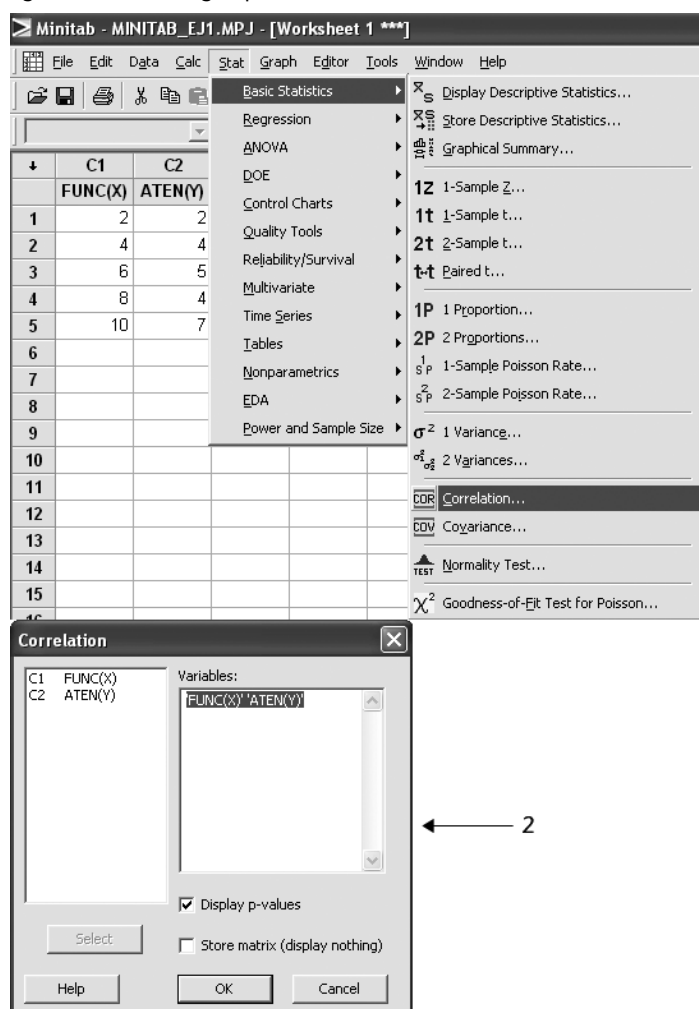 Minitab - MINITAB_EJ1.MPJ - [Worksheet 1 ***]
File Edit Data Calc Stat Graph Editor Tools Window Help
Basic Statistics
Regression
ANOVA
DOE
Control Charts
Quality Tools
Reliability/Survival
Multivariate
Time Series
Tables
Nonparametrics
EDA
Power and Sample Size
Display Descriptive Statistics...
Store Descriptive Statistics...
Graphical Summary...
1Z 1-Sample Z...
1t 1-Sample t...
2t 2-Sample t...
t-t Paired t...
1P 1 Proportion...
2P 2 Proportions...
1-Sample Poisson Rate...
2-Sample Poisson Rate...
σ² 1 Variance...
2 Variances...
COR Correlation...
COV Covariance...
TEST Normality Test...
χ² Goodness-of-Fit Test for Poisson...
C1 C2
FUNC(X) ATEN(Y)
1 2 2
2 4 4
3 6 5
4 8 4
5 10 7
6
7
8
9
10
11
12
13
14
15
Correlation
C1 FUNC(X)
C2 ATEN(Y)
Variables:
'FUNC(X)' 'ATEN(Y)'
2
Display p-values
Store matrix (display nothing)
Select
Help OK Cancel